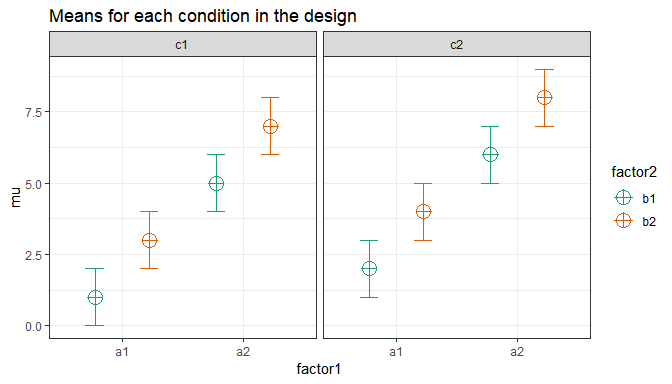 Means for each condition in the design
c1 c2
7.5
5.0
2.5
0.0
mu
a1 a2 a1 a2
factor1
factor2
b1
b2